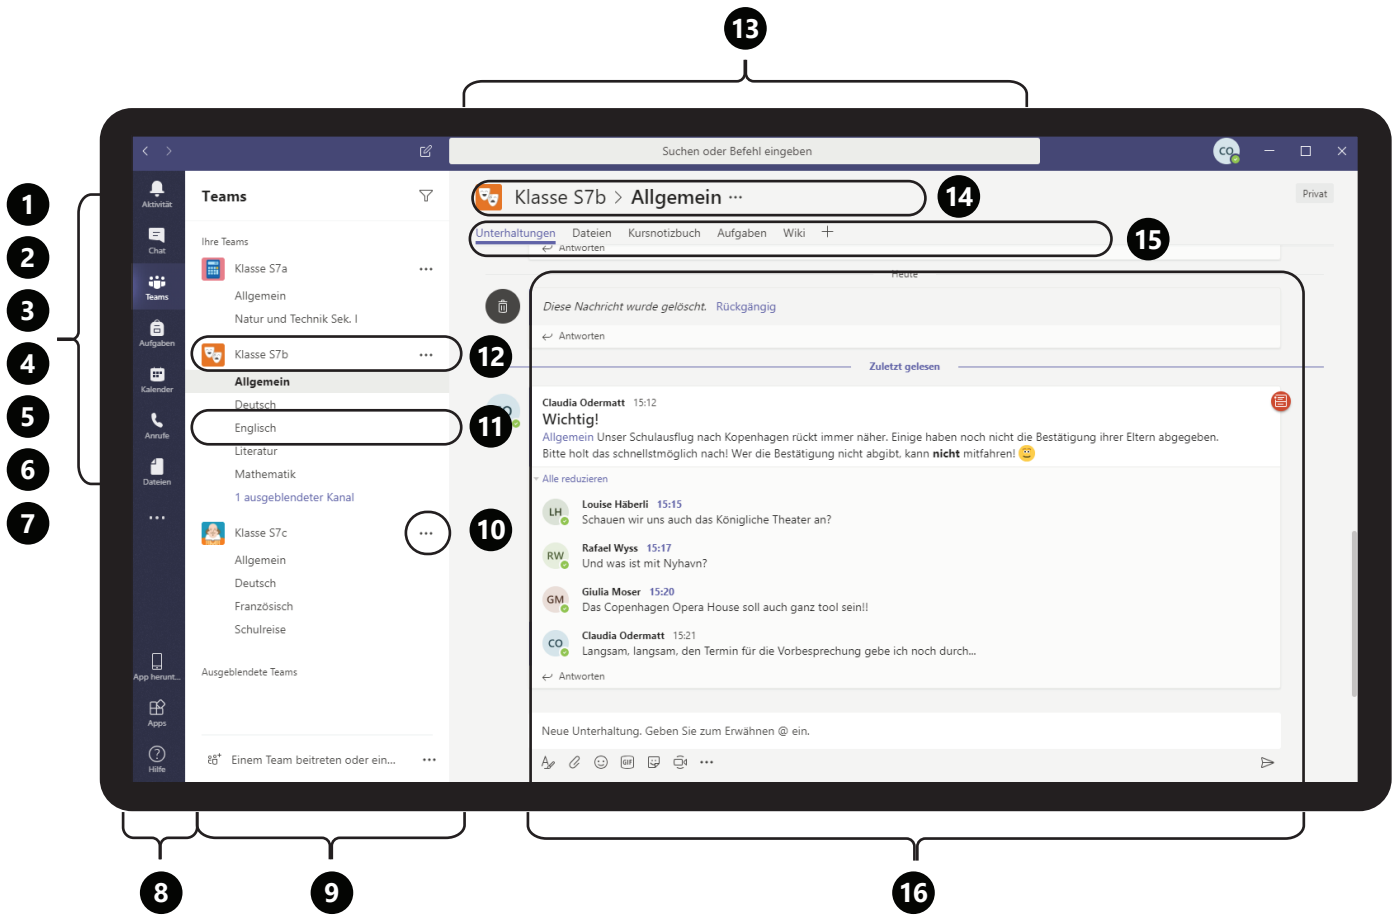 13
Suchen oder Befehl eingeben
CO
1
2
3
4
5
6
7
Aktivität
Chat
Teams
Aufgaben
Kalender
Anrufe
Dateien
App herunt...
Apps
Hilfe
Teams
Ihre Teams
Klasse S7a
Allgemein
Natur und Technik Sek. I
Klasse S7b
12
Allgemein
Deutsch
Englisch
11
Literatur
Mathematik
1 ausgeblendeter Kanal
Klasse S7c
10
Allgemein
Deutsch
Französisch
Schulreise
Ausgeblendete Teams
Einem Team beitreten oder ein...
Klasse S7b > Allgemein ...
14
Privat
Unterhaltungen Dateien Kursnotizbuch Aufgaben Wiki +
15
Antworten
Heute
Diese Nachricht wurde gelöscht. Rückgängig
Antworten
Zuletzt gelesen
CO
Claudia Odermatt 15:12
Wichtig!
Allgemein Unser Schulausflug nach Kopenhagen rückt immer näher. Einige haben noch nicht die Bestätigung ihrer Eltern abgegeben.
Bitte holt das schnellstmöglich nach! Wer die Bestätigung nicht abgibt, kann nicht mitfahren!
Alle reduzieren
LH
Louise Häberli 15:15
Schauen wir uns auch das Königliche Theater an?
RW
Rafael Wyss 15:17
Und was ist mit Nyhavn?
GM
Giulia Moser 15:20
Das Copenhagen Opera House soll auch ganz tool sein!!
CO
Claudia Odermatt 15:21
Langsam, langsam, den Termin für die Vorbesprechung gebe ich noch durch...
Antworten
Neue Unterhaltung. Geben Sie zum Erwähnen @ ein.
GIF
8
9
16